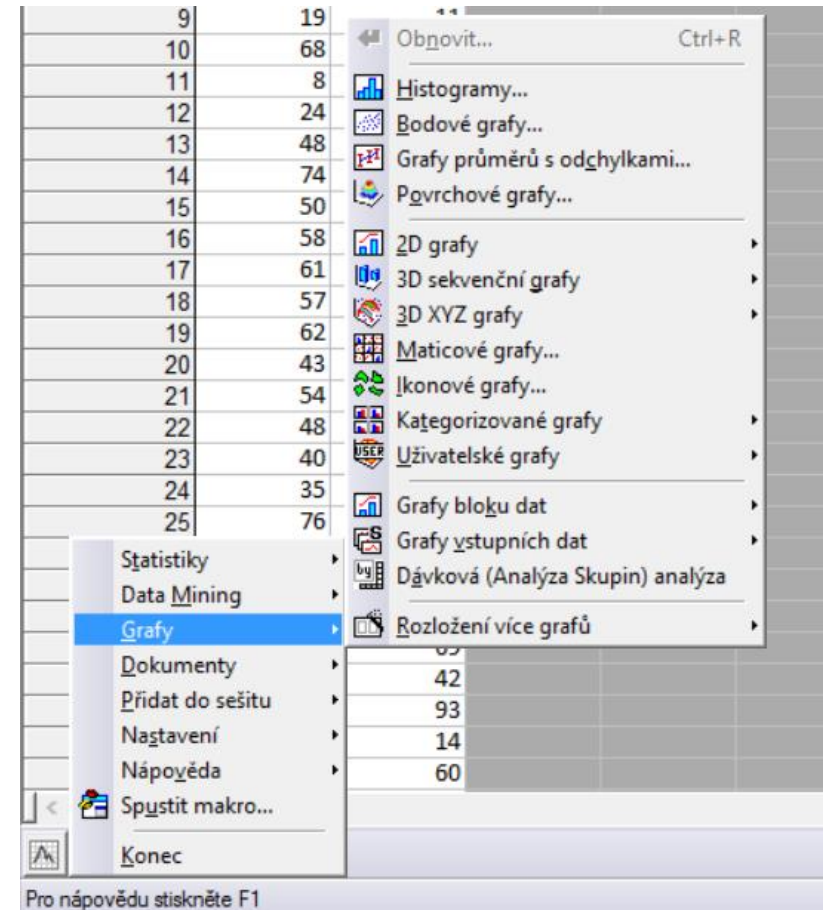 9 19 11
10 68
11 8
12 24
13 48
14 74
15 50
16 58
17 61
18 57
19 62
20 43
21 54
22 48
23 40
24 35
25 76
Obnovit... Ctrl+R
Histogramy...
Bodové grafy...
Grafy průměrů s odchylkami...
Povrchové grafy...
2D grafy
3D sekvenční grafy
3D XYZ grafy
Maticové grafy...
Ikonové grafy...
Kategorizované grafy
USER Uživatelské grafy
Grafy bloku dat
Grafy vstupních dat
by Dávková (Analýza Skupin) analýza
Rozložení více grafů
Statistiky
Data Mining
Grafy
Dokumenty
Přidat do sešitu
Nastavení
Nápověda
Spustit makro...
Konec
42
93
14
60
Pro nápovědu stiskněte F1